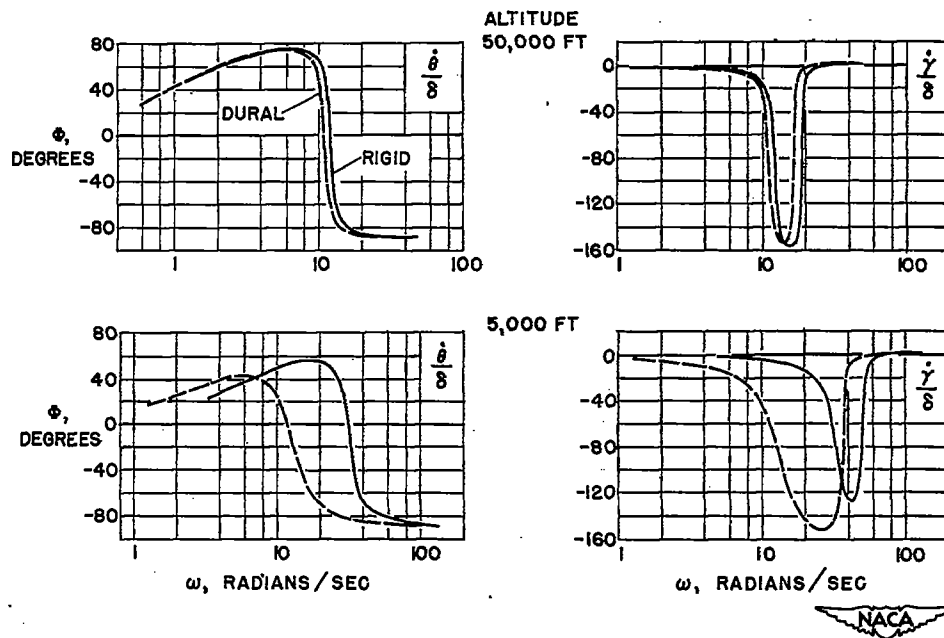 ALTITUDE
50,000 FT
80
40
0
-40
-80
Φ,
DEGREES
DURAL
RIGID
θ̇
δ
1
10
100
0
-40
-80
-120
-160
γ̇
δ
1
10
100
5,000 FT
80
40
0
-40
-80
Φ,
DEGREES
θ̇
δ
1
10
100
ω, RADIANS/SEC
0
-40
-80
-120
-160
γ̇
δ
1
10
100
ω, RADIANS/SEC
NACA